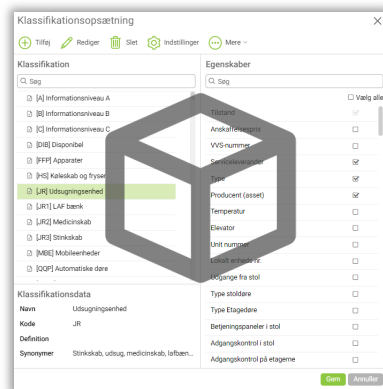 Klassifikationsopsætning
Tilføj Rediger Slet Indstillinger Mere
Klassifikation
Søg
[A] Informationsniveau A
[B] Informationsniveau B
[C] Informationsniveau C
[DIB] Disponibel
[FFP] Apparater
[HS] Køleskab og fryser
[JR] Udsugningsenhed
[JR1] LAF bænk
[JR2] Medicinskab
[JR3] Stinkskab
[MBE] Mobileenheder
[QQP] Automatiske døre
Klassifikationsdata
Navn Udsugningsenhed
Kode JR
Definition
Synonymer Stinkskab, udsug, medicinskab, lafbæn...
Egenskaber
Søg
Vælg alle
Tilstand
Anskaffelsespris
VVS-nummer
Serviceleverandør
Type
Producent (asset)
Temperatur
Elevator
Unit nummer
Lokalt enheds nr.
Udgange fra stol
Type stoldøre
Type Etagedøre
Betjeningspaneler i stol
Adgangskontrol i stol
Adgangskontrol på etagerne
Gem Annuller